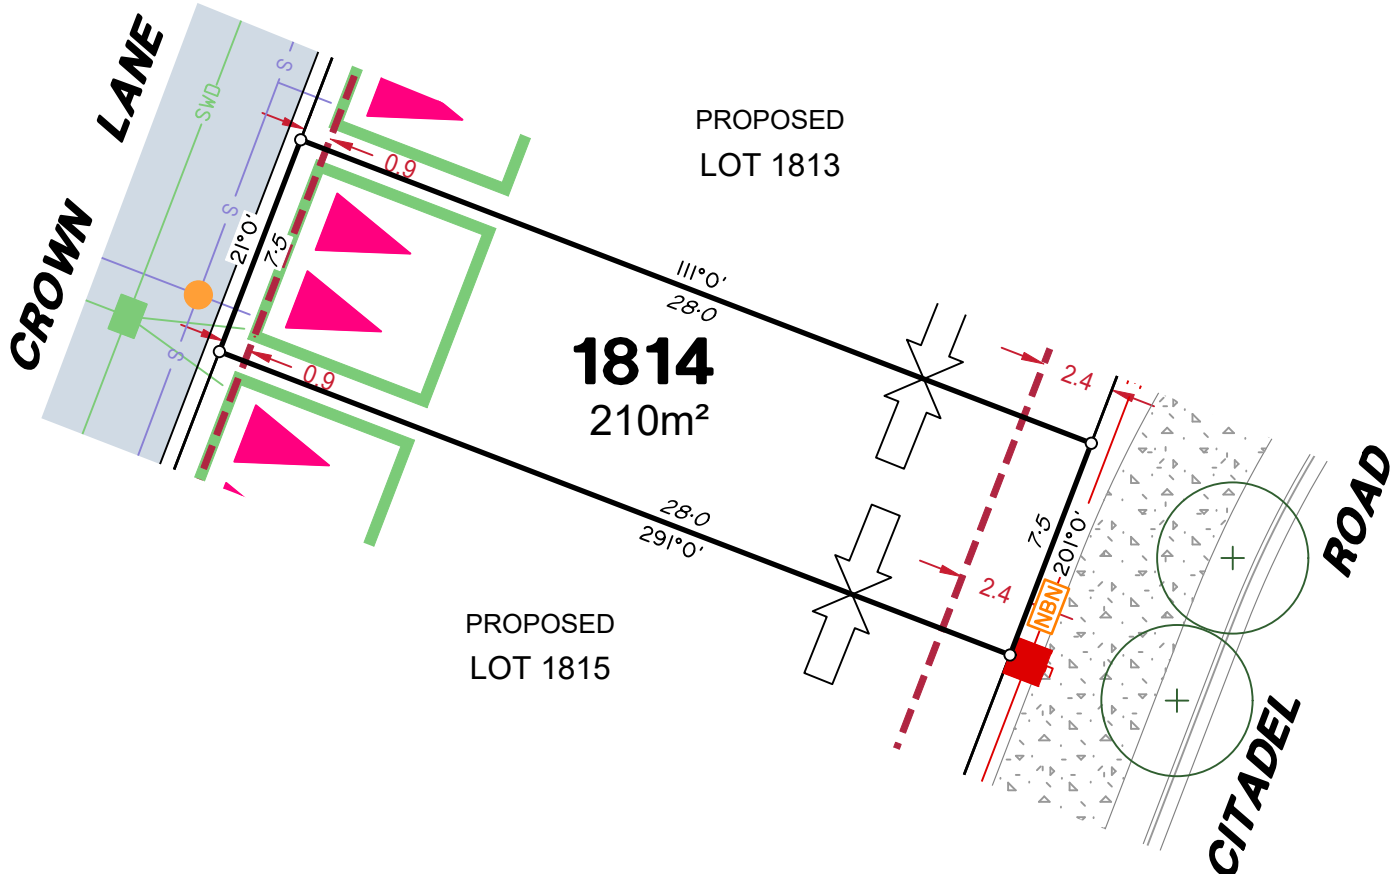 LANE
CROWN
SWD
S
S
S
PROPOSED
LOT 1813
0.9
21°0'
7·5
111°0'
28·0
1814
210m²
0.9
2.4
28·0
291°0'
7·5
201°0'
2.4
NBN
PROPOSED
LOT 1815
ROAD
CITADEL